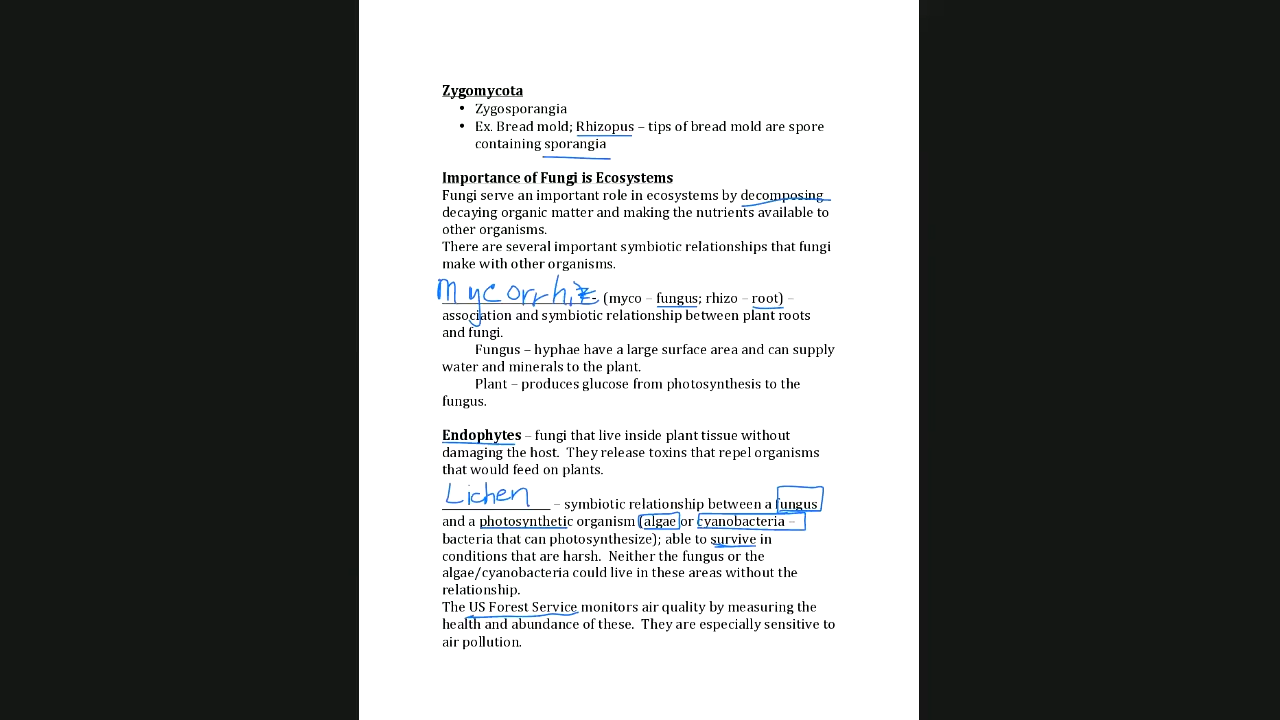 Zygomycota
• Zygosporangia
• Ex. Bread mold; Rhizopus – tips of bread mold are spore
containing sporangia
Importance of Fungi is Ecosystems
Fungi serve an important role in ecosystems by decomposing
decaying organic matter and making the nutrients available to
other organisms.
There are several important symbiotic relationships that fungi
make with other organisms.
Mycorrhiz - (myco – fungus; rhizo – root) –
association and symbiotic relationship between plant roots
and fungi.
Fungus – hyphae have a large surface area and can supply
water and minerals to the plant.
Plant – produces glucose from photosynthesis to the
fungus.
Endophytes – fungi that live inside plant tissue without
damaging the host. They release toxins that repel organisms
that would feed on plants.
Lichen – symbiotic relationship between a fungus
and a photosynthetic organism (algae or cyanobacteria –
bacteria that can photosynthesize); able to survive in
conditions that are harsh. Neither the fungus or the
algae/cyanobacteria could live in these areas without the
relationship.
The US Forest Service monitors air quality by measuring the
health and abundance of these. They are especially sensitive to
air pollution.